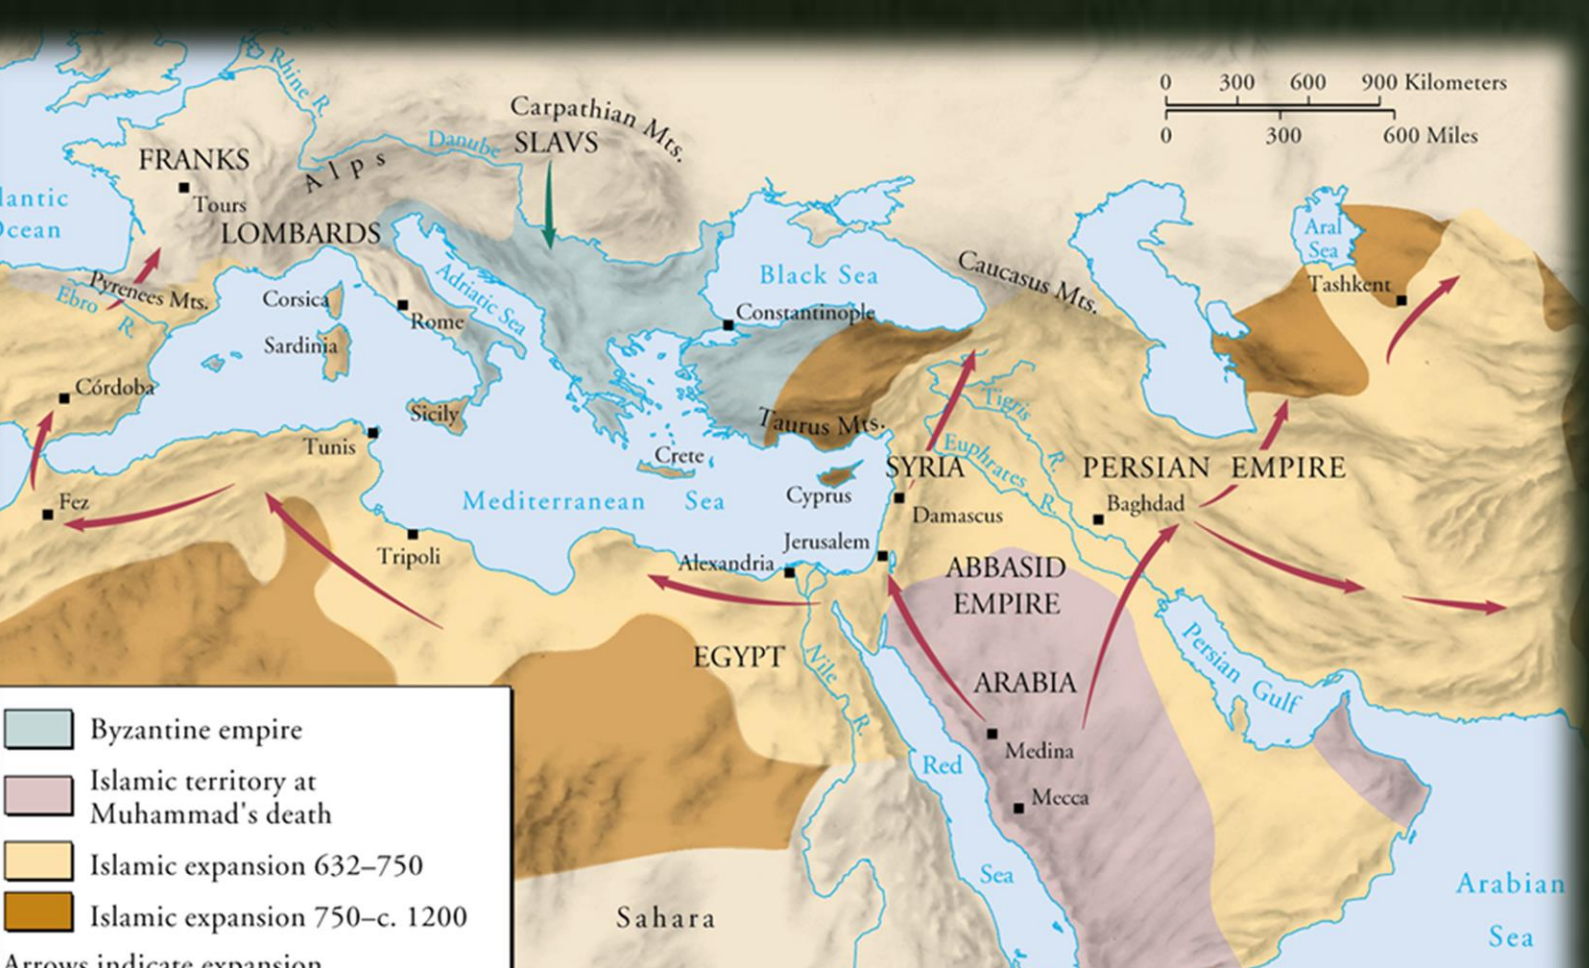 Rhine R.
Carpathian Mts.
SLAVS
Danube
Alps
FRANKS
Tours
LOMBARDS
lantic
Ocean
Pyrenees Mts.
Ebro R.
Corsica
Sardinia
Rome
Adriatic Sea
Córdoba
Sicily
Tunis
Fez
Tripoli
Mediterranean Sea
Crete
Cyprus
Black Sea
Constantinople
Caucasus Mts.
Taurus Mts.
0 300 600 900 Kilometers
0 300 600 Miles
Aral
Sea
Tashkent
Tigris R.
Euphrates R.
SYRIA
PERSIAN EMPIRE
Baghdad
Damascus
Jerusalem
Alexandria
ABBASID
EMPIRE
EGYPT
Nile R.
ARABIA
Persian Gulf
Medina
Mecca
Red
Sea
Sahara
Arabian
Sea
Byzantine empire
Islamic territory at
Muhammad's death
Islamic expansion 632–750
Islamic expansion 750–c. 1200
Arrows indicate expansion